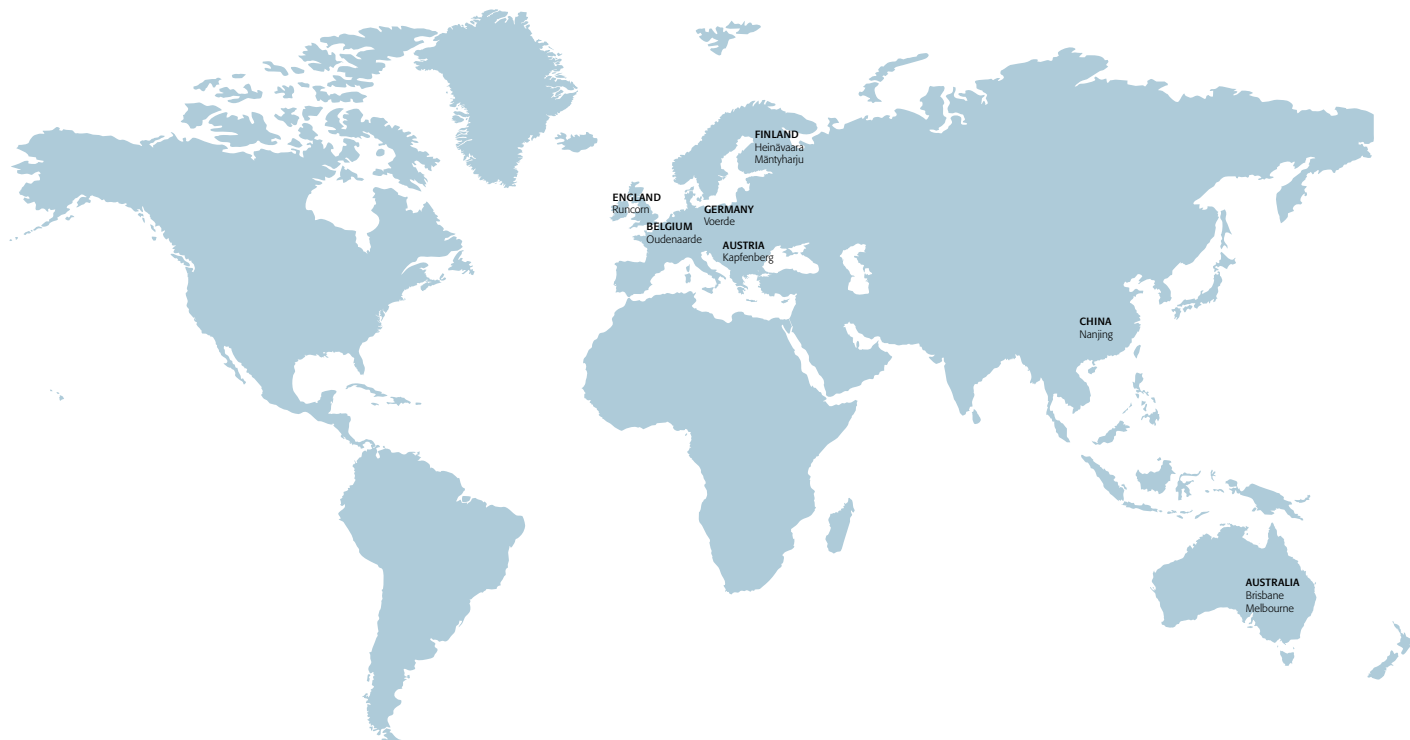 FINLAND
Heinävaara
Mäntyharju
ENGLAND
Runcorn
GERMANY
Voerde
BELGIUM
Oudenaarde
AUSTRIA
Kapfenberg
CHINA
Nanjing
AUSTRALIA
Brisbane
Melbourne